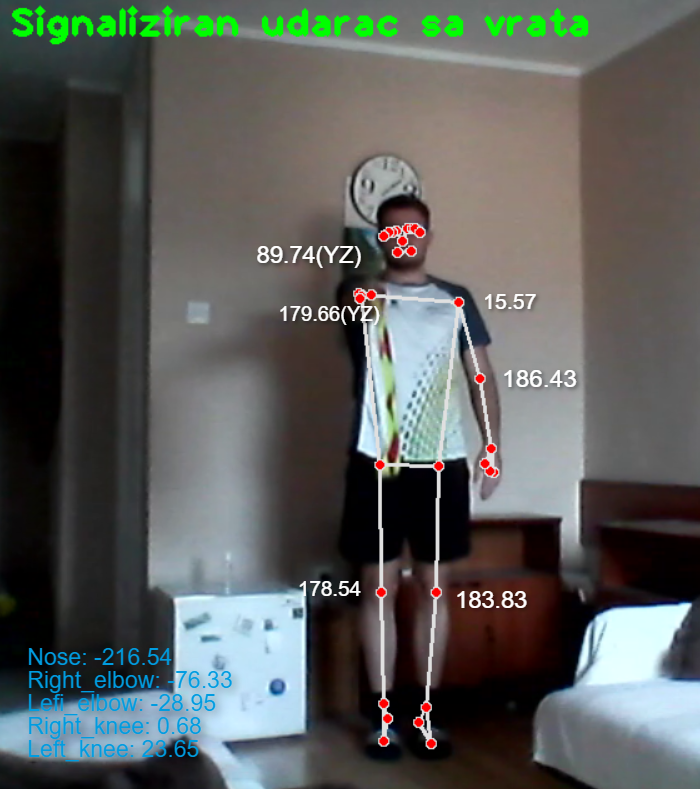 Signaliziran udarac sa vrata
89.74(YZ)
179.66(YZ)
15.57
186.43
178.54
183.83
Nose: -216.54
Right_elbow: -76.33
Left_elbow: -28.95
Right_knee: 0.68
Left_knee: 23.65